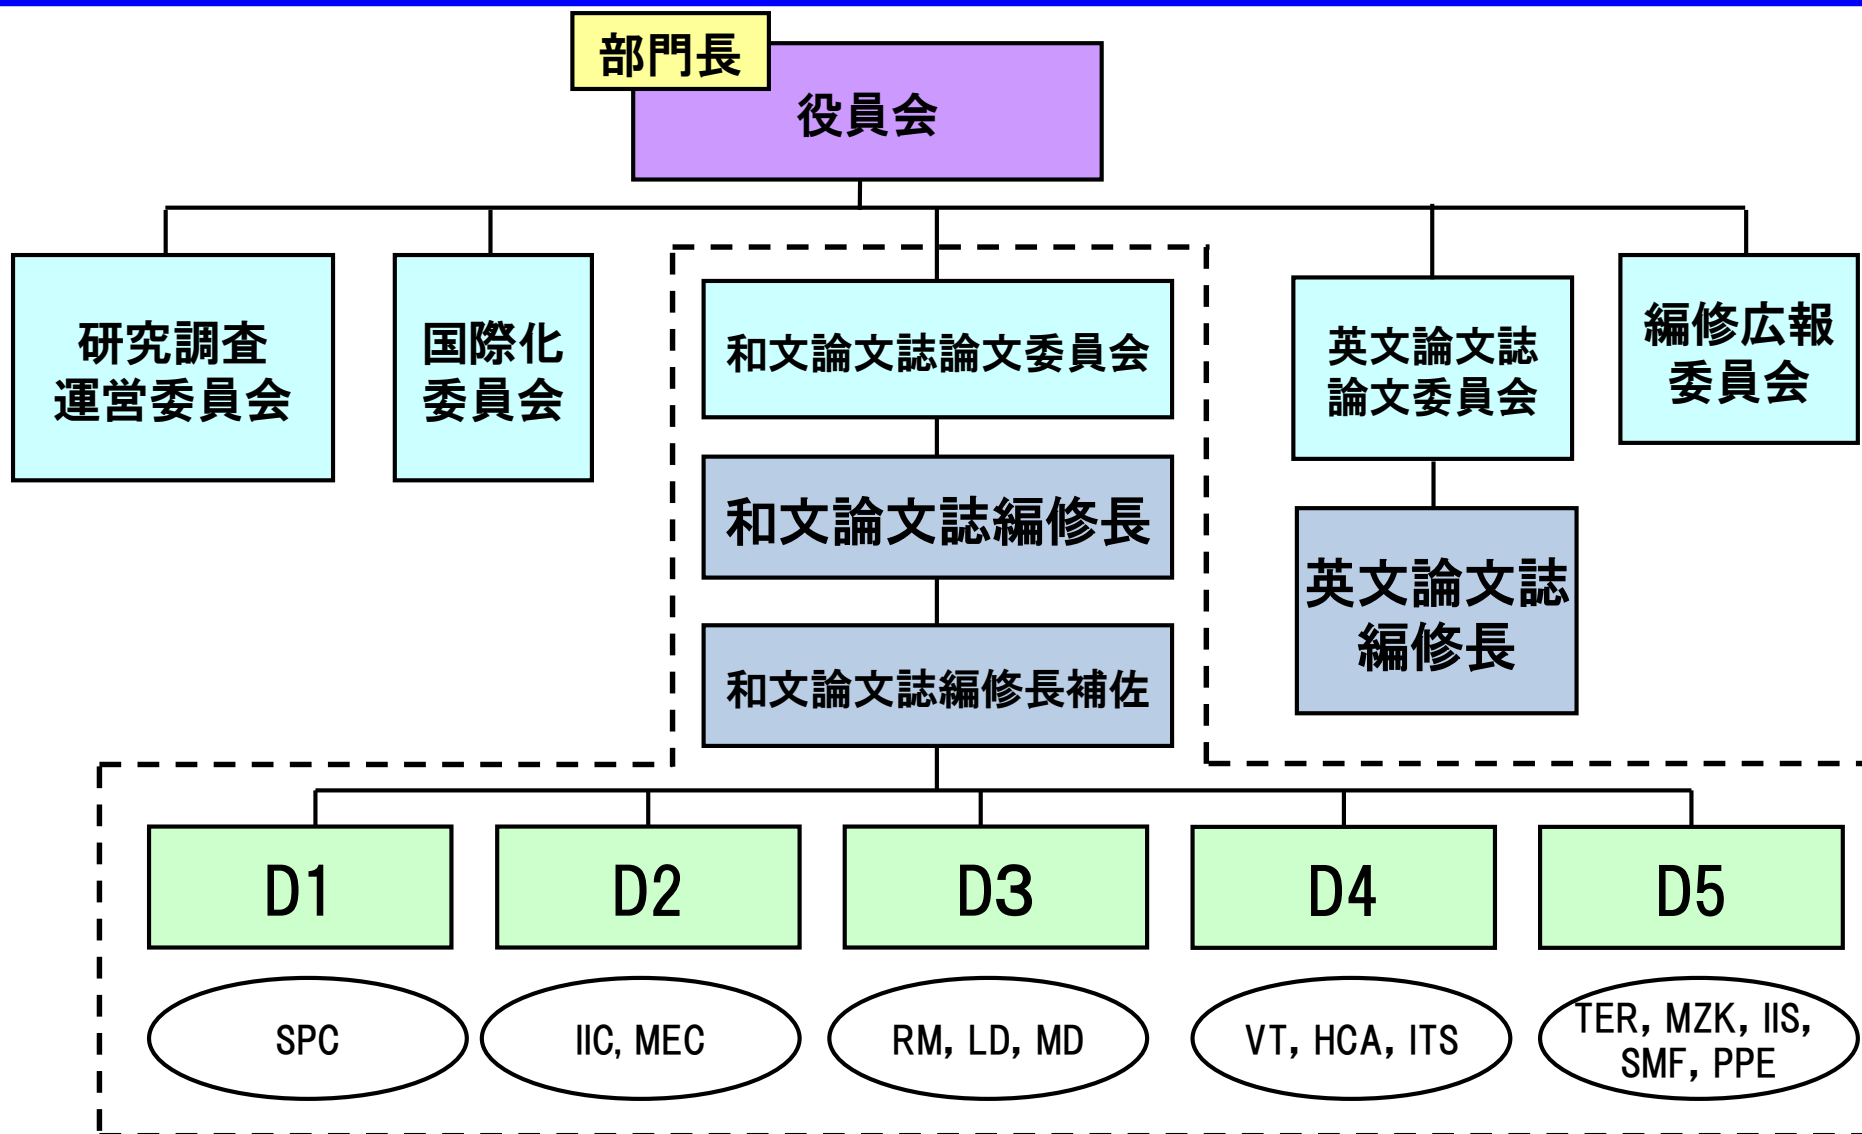 部門長
役員会
研究調査
運営委員会
国際化
委員会
和文論文誌論文委員会
英文論文誌
論文委員会
編修広報
委員会
和文論文誌編修長
英文論文誌
編修長
和文論文誌編修長補佐
D1
D2
D3
D4
D5
SPC
IIC, MEC
RM, LD, MD
VT, HCA, ITS
TER, MZK, IIS,
SMF, PPE